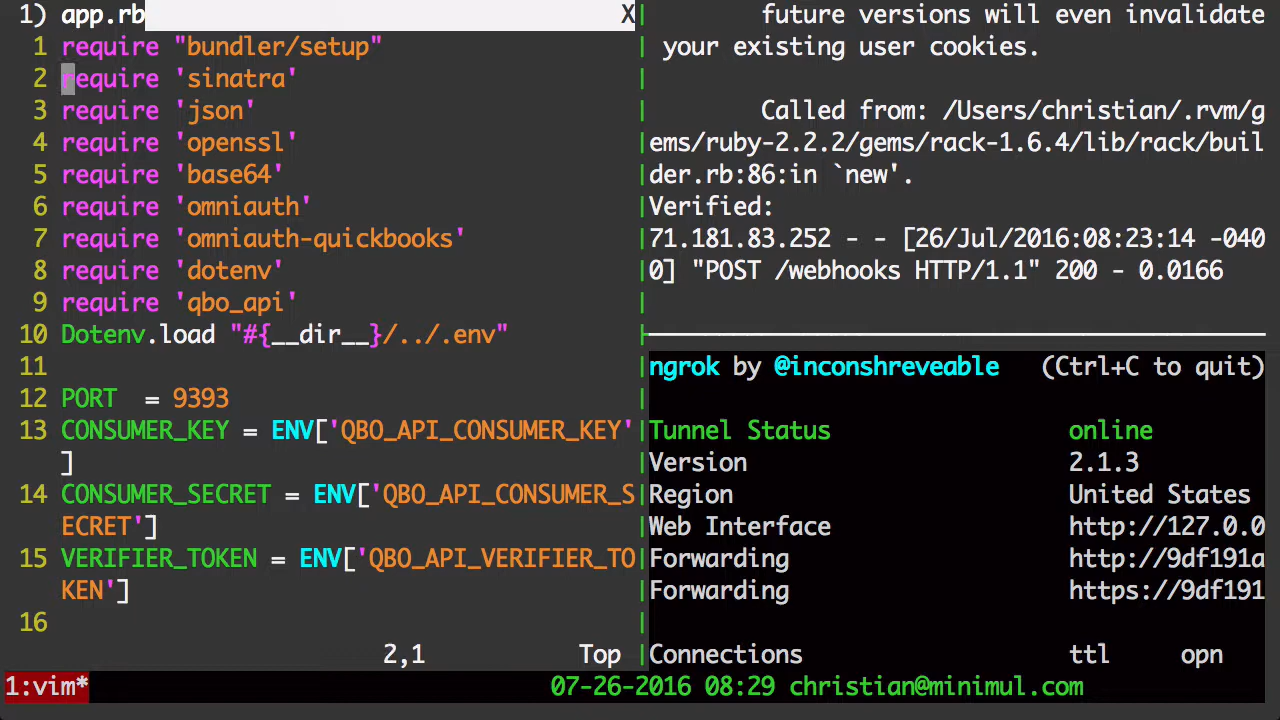 1) app.rb X
1 require "bundler/setup"
2 require 'sinatra'
3 require 'json'
4 require 'openssl'
5 require 'base64'
6 require 'omniauth'
7 require 'omniauth-quickbooks'
8 require 'dotenv'
9 require 'qbo_api'
10 Dotenv.load "#{__dir__}/../.env"
11
12 PORT = 9393
13 CONSUMER_KEY = ENV['QBO_API_CONSUMER_KEY'
]
14 CONSUMER_SECRET = ENV['QBO_API_CONSUMER_S
ECRET']
15 VERIFIER_TOKEN = ENV['QBO_API_VERIFIER_TO
KEN']
16
2,1 Top
future versions will even invalidate
your existing user cookies.
Called from: /Users/christian/.rvm/g
ems/ruby-2.2.2/gems/rack-1.6.4/lib/rack/buil
der.rb:86:in `new'.
Verified:
71.181.83.252 - - [26/Jul/2016:08:23:14 -040
0] "POST /webhooks HTTP/1.1" 200 - 0.0166
ngrok by @inconshreveable (Ctrl+C to quit)
Tunnel Status online
Version 2.1.3
Region United States
Web Interface http://127.0.0
Forwarding http://9df191a
Forwarding https://9df191
Connections ttl opn
1:vim* 07-26-2016 08:29 christian@minimul.com